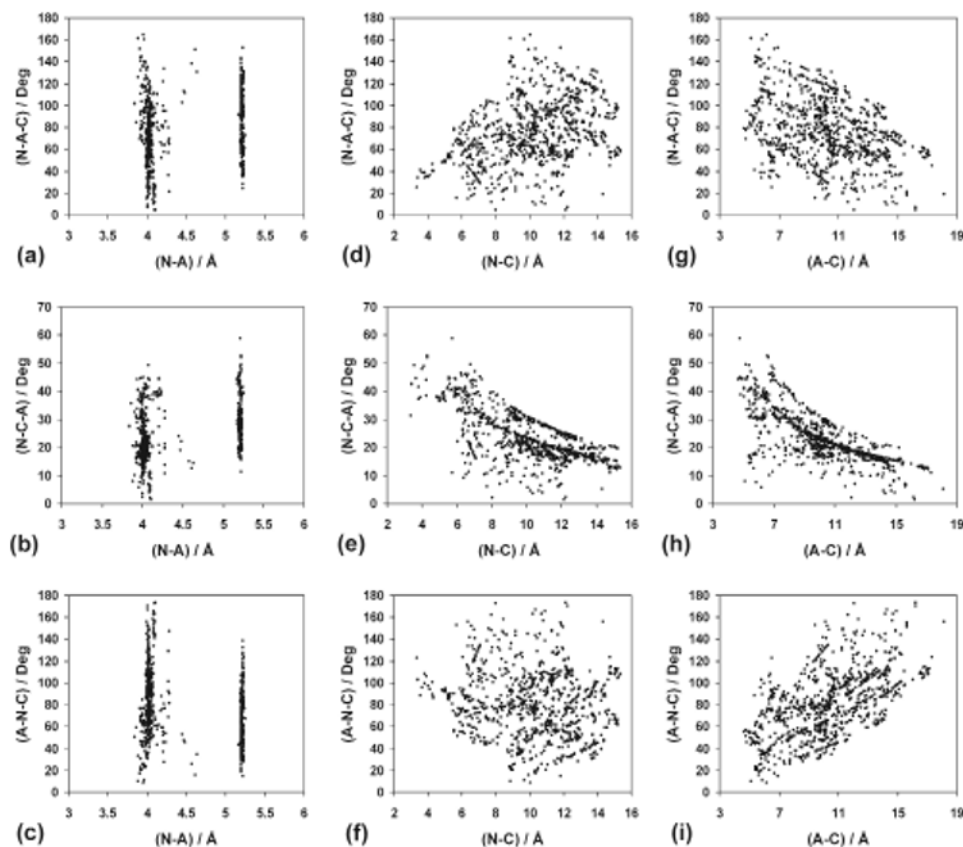 180 160 140 120 100 80 60 40 20 0
(N-A-C) / Deg
3 3.5 4 4.5 5 5.5 6
(a) (N-A) / Å
180 160 140 120 100 80 60 40 20 0
(N-A-C) / Deg
2 4 6 8 10 12 14 16
(d) (N-C) / Å
180 160 140 120 100 80 60 40 20 0
(N-A-C) / Deg
3 7 11 15 19
(g) (A-C) / Å
70 60 50 40 30 20 10 0
(N-C-A) / Deg
3 3.5 4 4.5 5 5.5 6
(b) (N-A) / Å
70 60 50 40 30 20 10 0
(N-C-A) / Deg
2 4 6 8 10 12 14 16
(e) (N-C) / Å
70 60 50 40 30 20 10 0
(N-C-A) / Deg
3 7 11 15 19
(h) (A-C) / Å
180 160 140 120 100 80 60 40 20 0
(A-N-C) / Deg
3 3.5 4 4.5 5 5.5 6
(c) (N-A) / Å
180 160 140 120 100 80 60 40 20 0
(A-N-C) / Deg
2 4 6 8 10 12 14 16
(f) (N-C) / Å
180 160 140 120 100 80 60 40 20 0
(A-N-C) / Deg
3 7 11 15 19
(i) (A-C) / Å